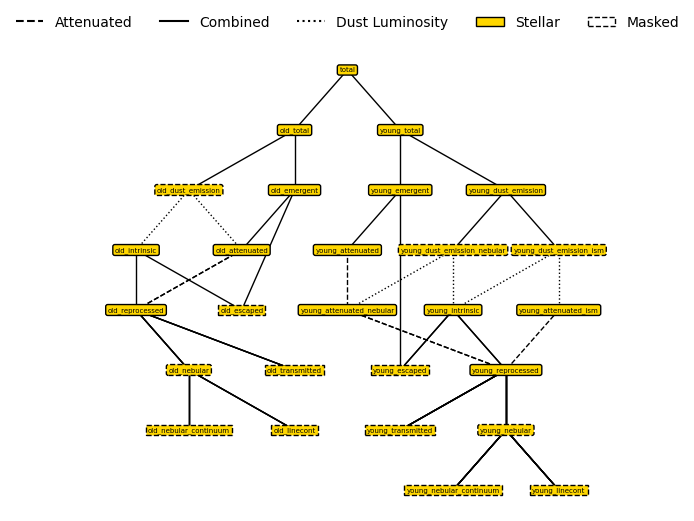 Attenuated Combined Dust Luminosity Stellar Masked
total
old_total young_total
old_dust_emission old_emergent young_emergent young_dust_emission
old_intrinsic old_attenuated young_attenuated young_dust_emission_nebular young_dust_emission_ism
old_reprocessed old_escaped young_attenuated_nebular young_intrinsic young_attenuated_ism
old_nebular old_transmitted young_escaped young_reprocessed
old_nebular_continuum old_linecont young_transmitted young_nebular
young_nebular_continuum young_linecont